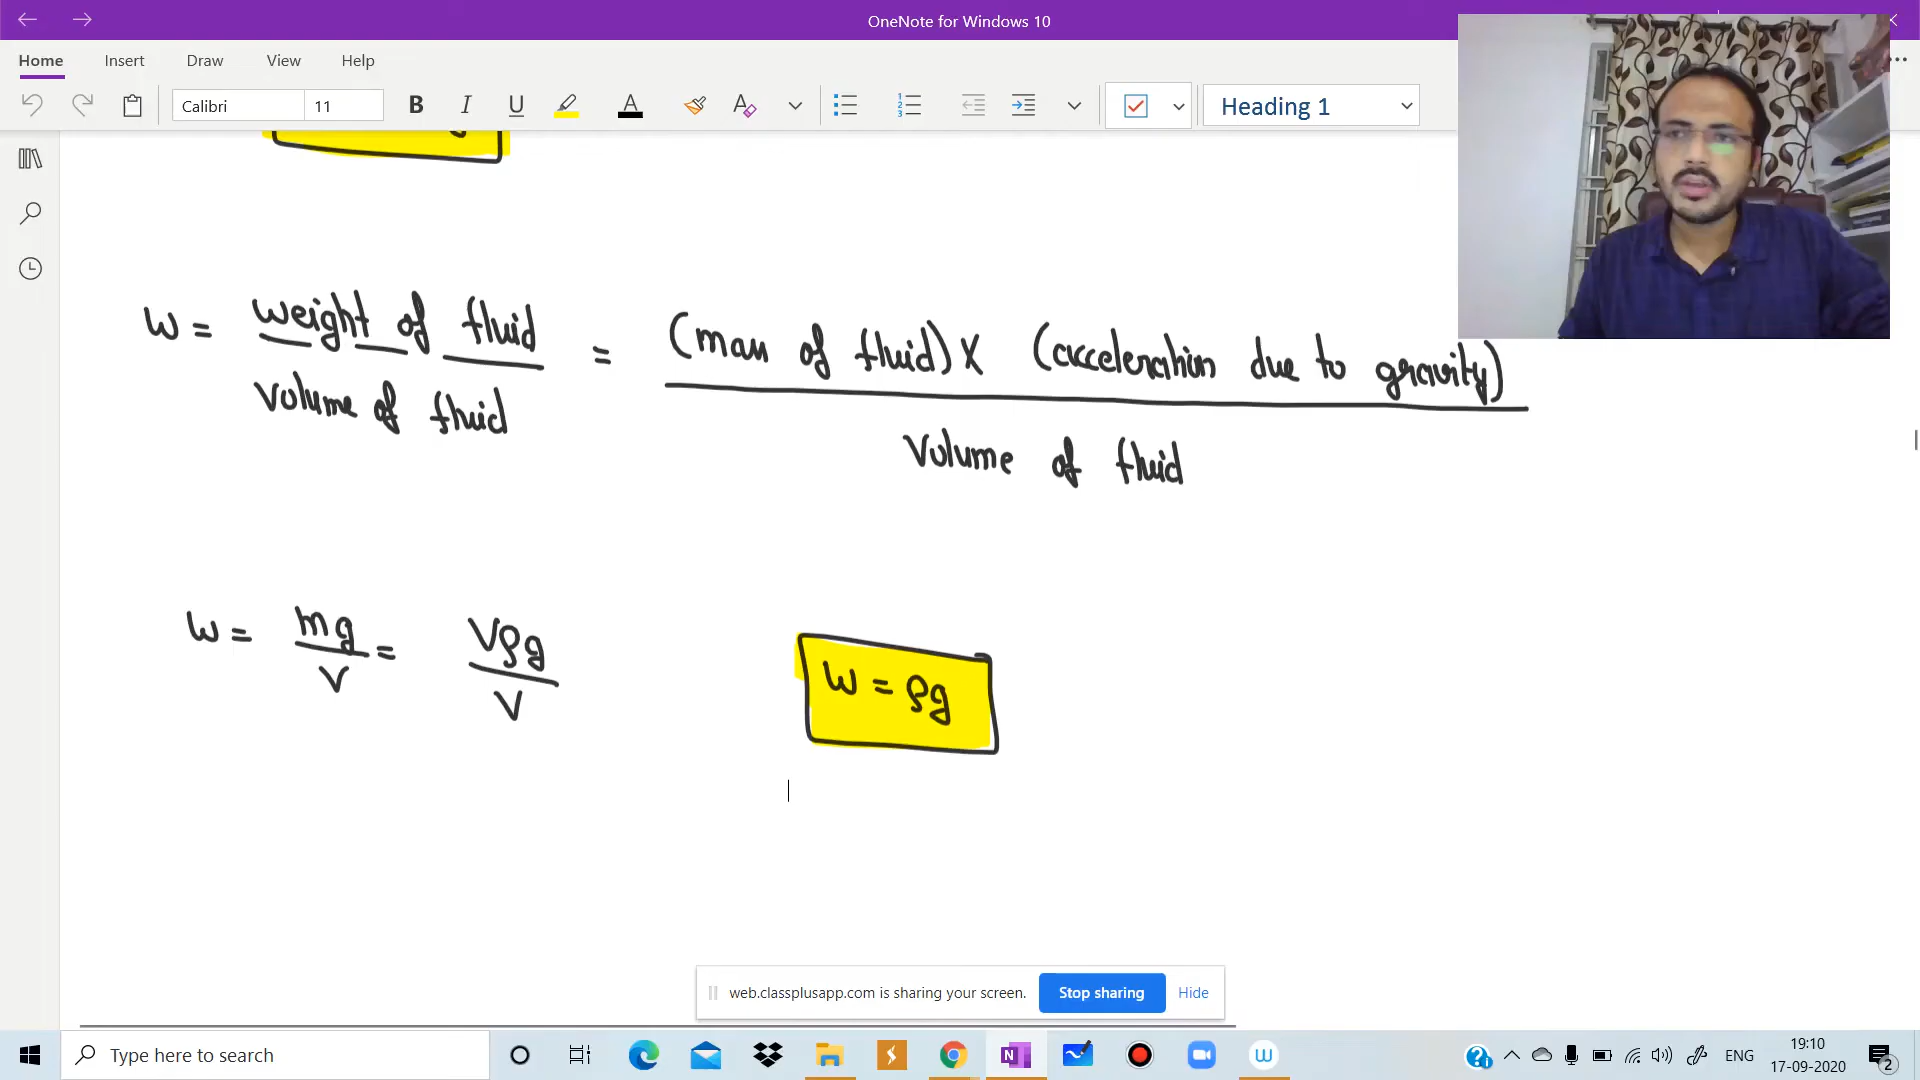 OneNote for Windows 10
Home Insert Draw View Help
Calibri 11 B I U A Heading 1
w = weight of fluid / volume of fluid = (mass of fluid) X (acceleration due to gravity) / Volume of fluid
w = mg / V = Vρg / V
w = ρg
web.classplusapp.com is sharing your screen. Stop sharing Hide
Type here to search
ENG
19:10
17-09-2020
2